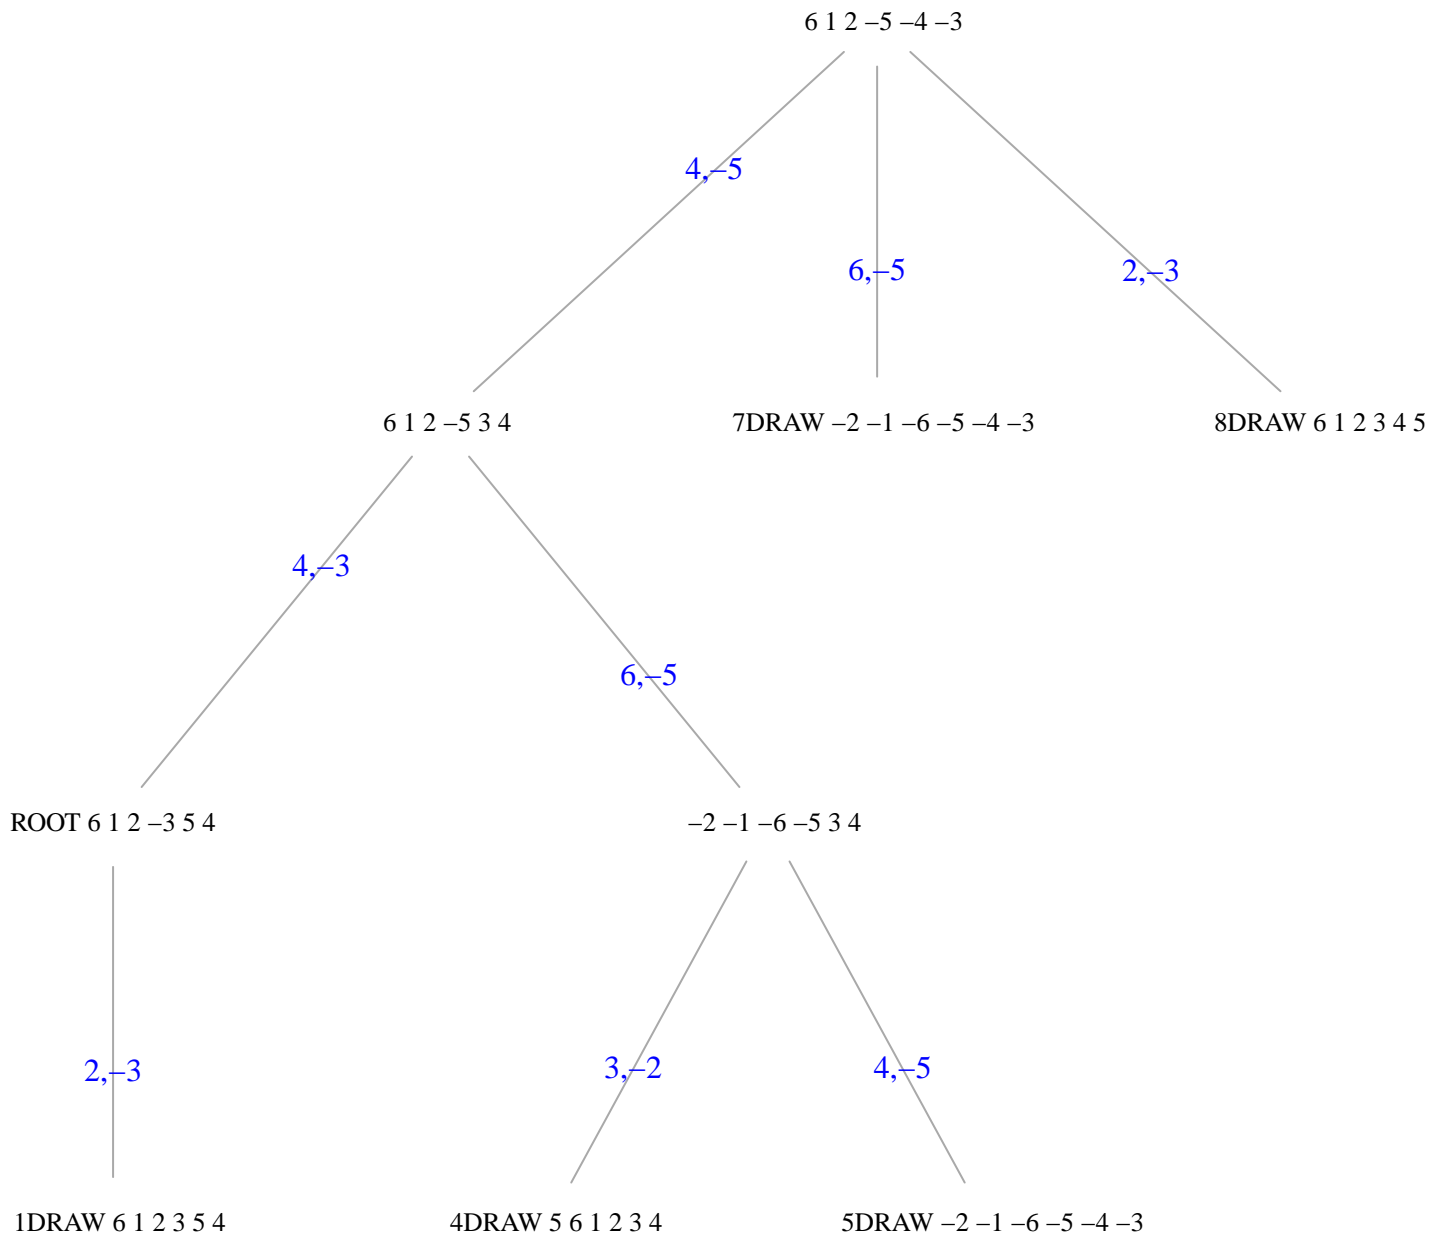 6 1 2 –5 –4 –3
4,–5
6,–5
2,–3
6 1 2 –5 3 4
7DRAW –2 –1 –6 –5 –4 –3
8DRAW 6 1 2 3 4 5
4,–3
6,–5
ROOT 6 1 2 –3 5 4
–2 –1 –6 –5 3 4
2,–3
3,–2
4,–5
1DRAW 6 1 2 3 5 4
4DRAW 5 6 1 2 3 4
5DRAW –2 –1 –6 –5 –4 –3